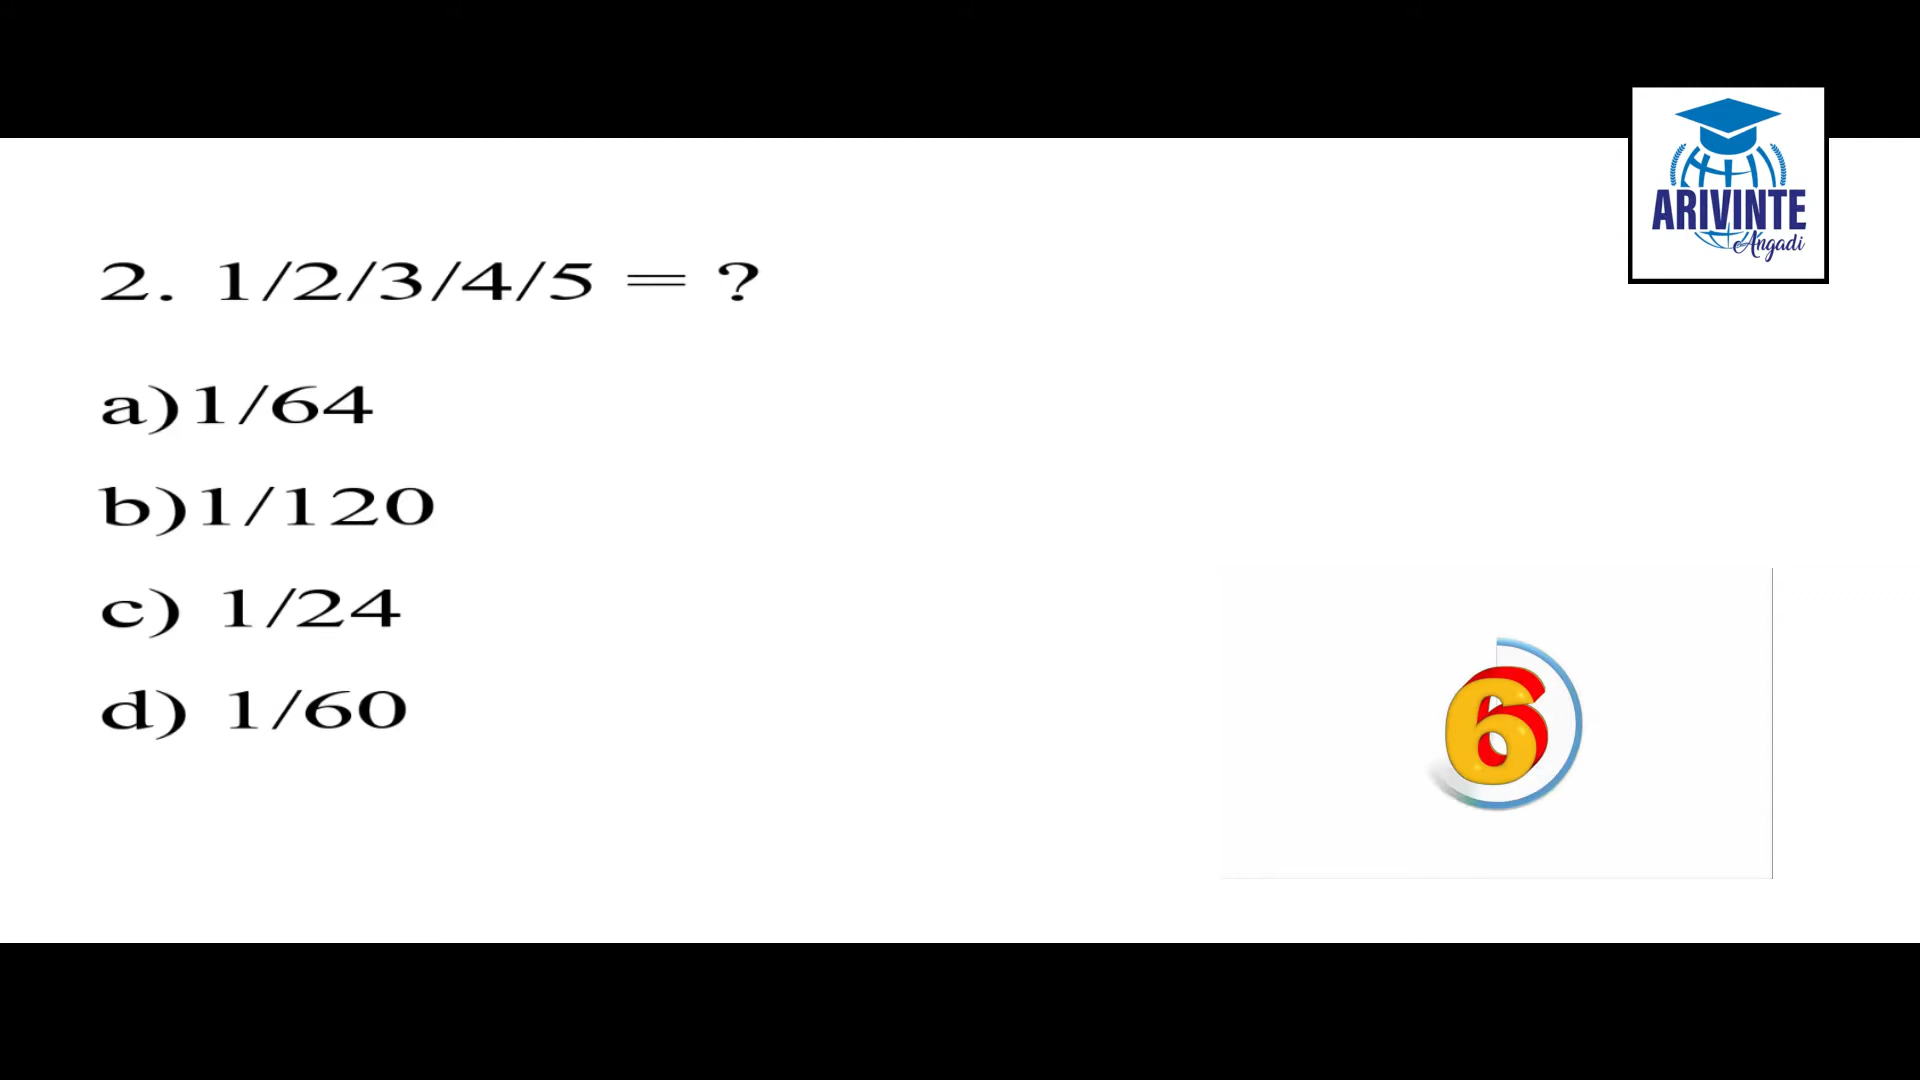 ARIVINTE
Angadi
2. 1/2/3/4/5 = ?
a)1/64
b)1/120
c) 1/24
d) 1/60
6